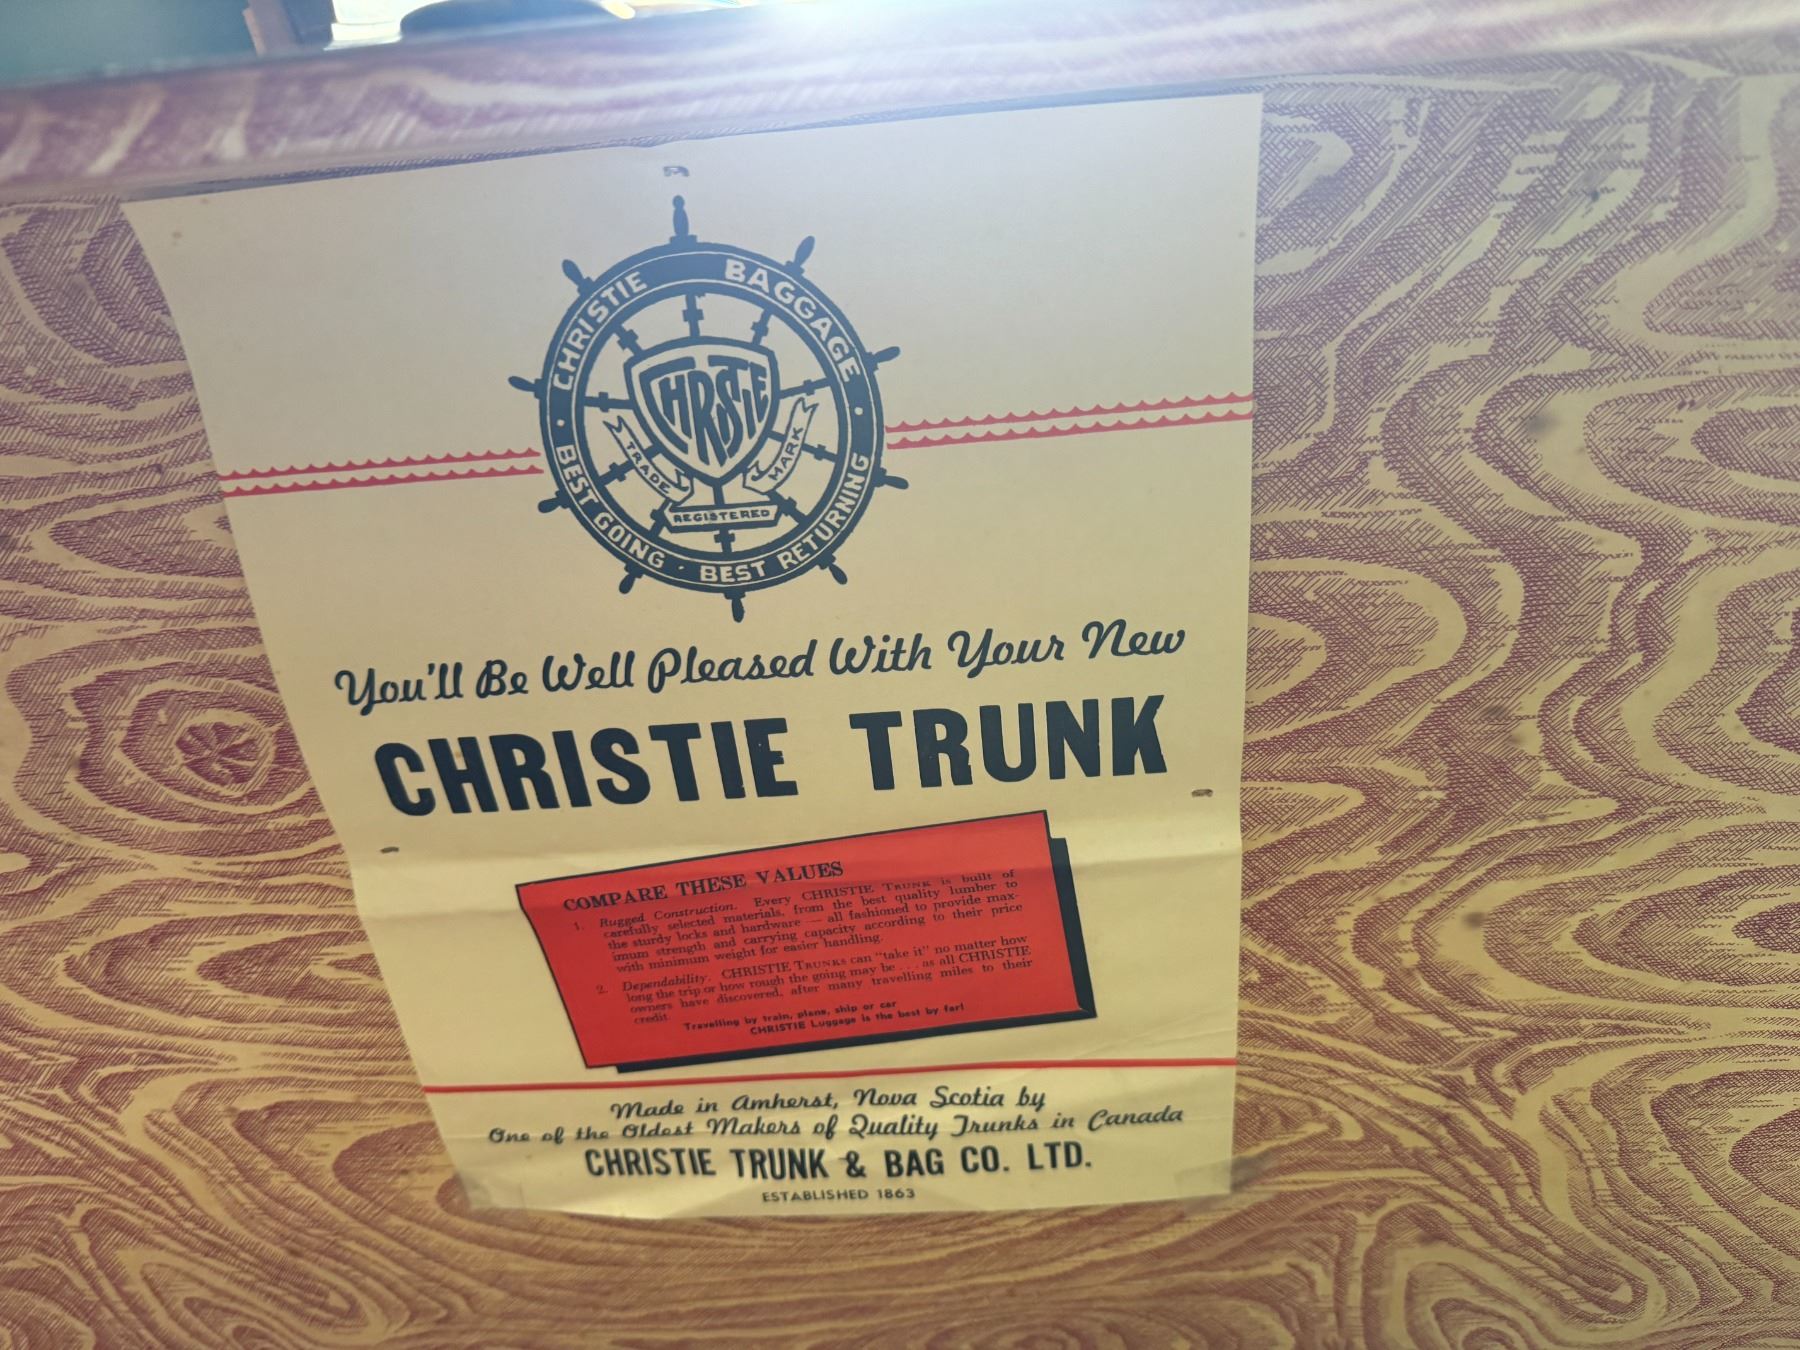 CHRISTIE BAGGAGE
CHRISTIE
TRADE MARK
REGISTERED
· BEST GOING · BEST RETURNING ·
You'll Be Well Pleased With Your New
CHRISTIE TRUNK
COMPARE THESE VALUES
1. Rugged Construction. Every CHRISTIE TRUNK is built of
carefully selected materials, from the best quality lumber to
the sturdy locks and hardware — all fashioned to provide max-
imum strength and carrying capacity according to their price
with minimum weight for easier handling.
2. Dependability. CHRISTIE TRUNKS can "take it" no matter how
long the trip or how rough the going may be . . . as all CHRISTIE
owners have discovered, after many travelling miles to their
credit.
Travelling by train, plane, ship or car
CHRISTIE Luggage is the best by far!
Made in Amherst, Nova Scotia by
One of the Oldest Makers of Quality Trunks in Canada
CHRISTIE TRUNK & BAG CO. LTD.
ESTABLISHED 1863